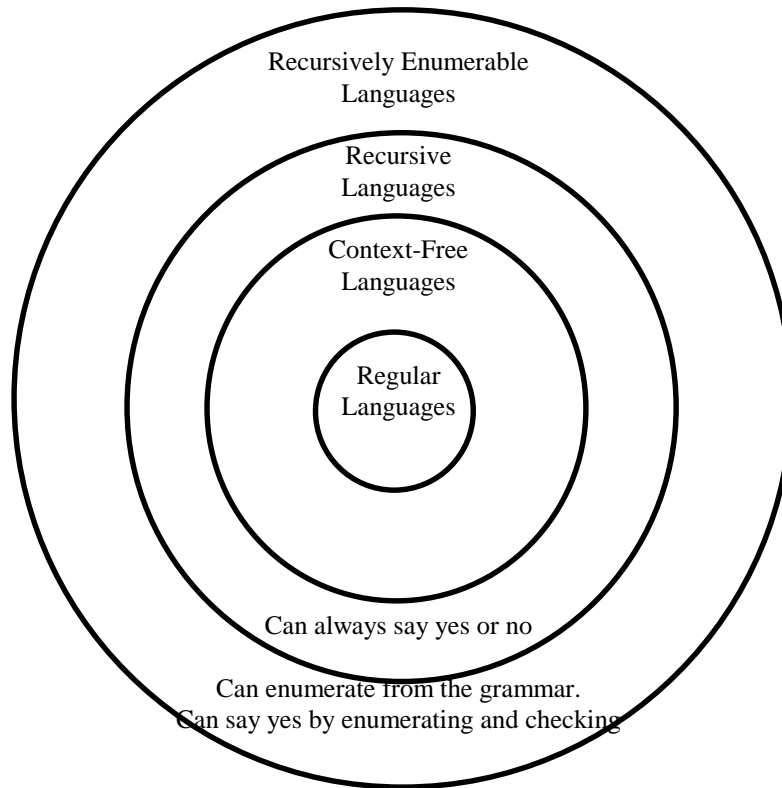 Recursively Enumerable
Languages
Recursive
Languages
Context-Free
Languages
Regular
Languages
Can always say yes or no
Can enumerate from the grammar.
Can say yes by enumerating and checking